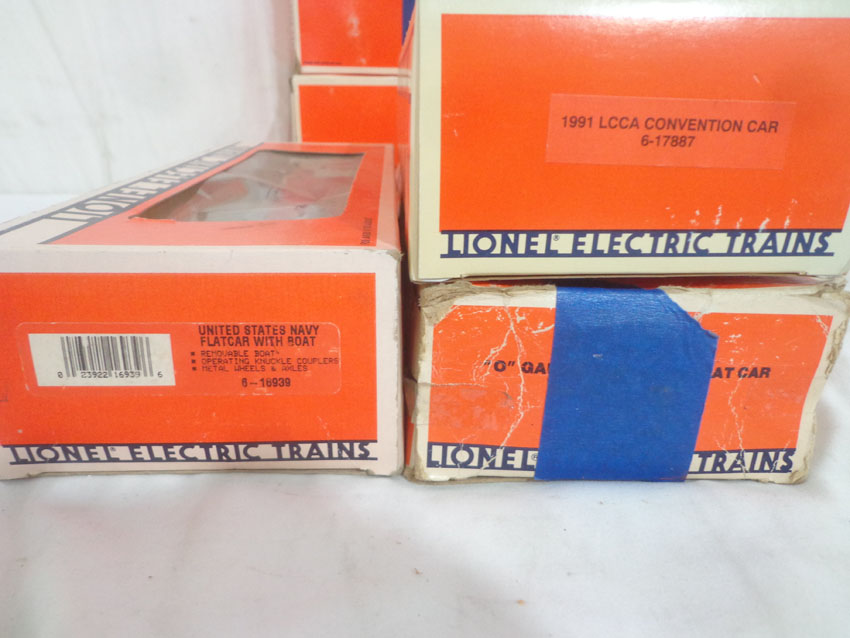 LIONEL ELECTRIC
UNITED STATES NAVY
FLATCAR WITH BOAT
▪ REMOVABLE BOAT
▪ OPERATING KNUCKLE COUPLERS
▪ METAL WHEELS & AXLES
6-16939
0 23922 16939 6
LIONEL ELECTRIC TRAINS
1991 LCCA CONVENTION CAR
6-17887
LIONEL® ELECTRIC TRAINS
"O" GA AT CAR
LIONEL® TRAINS